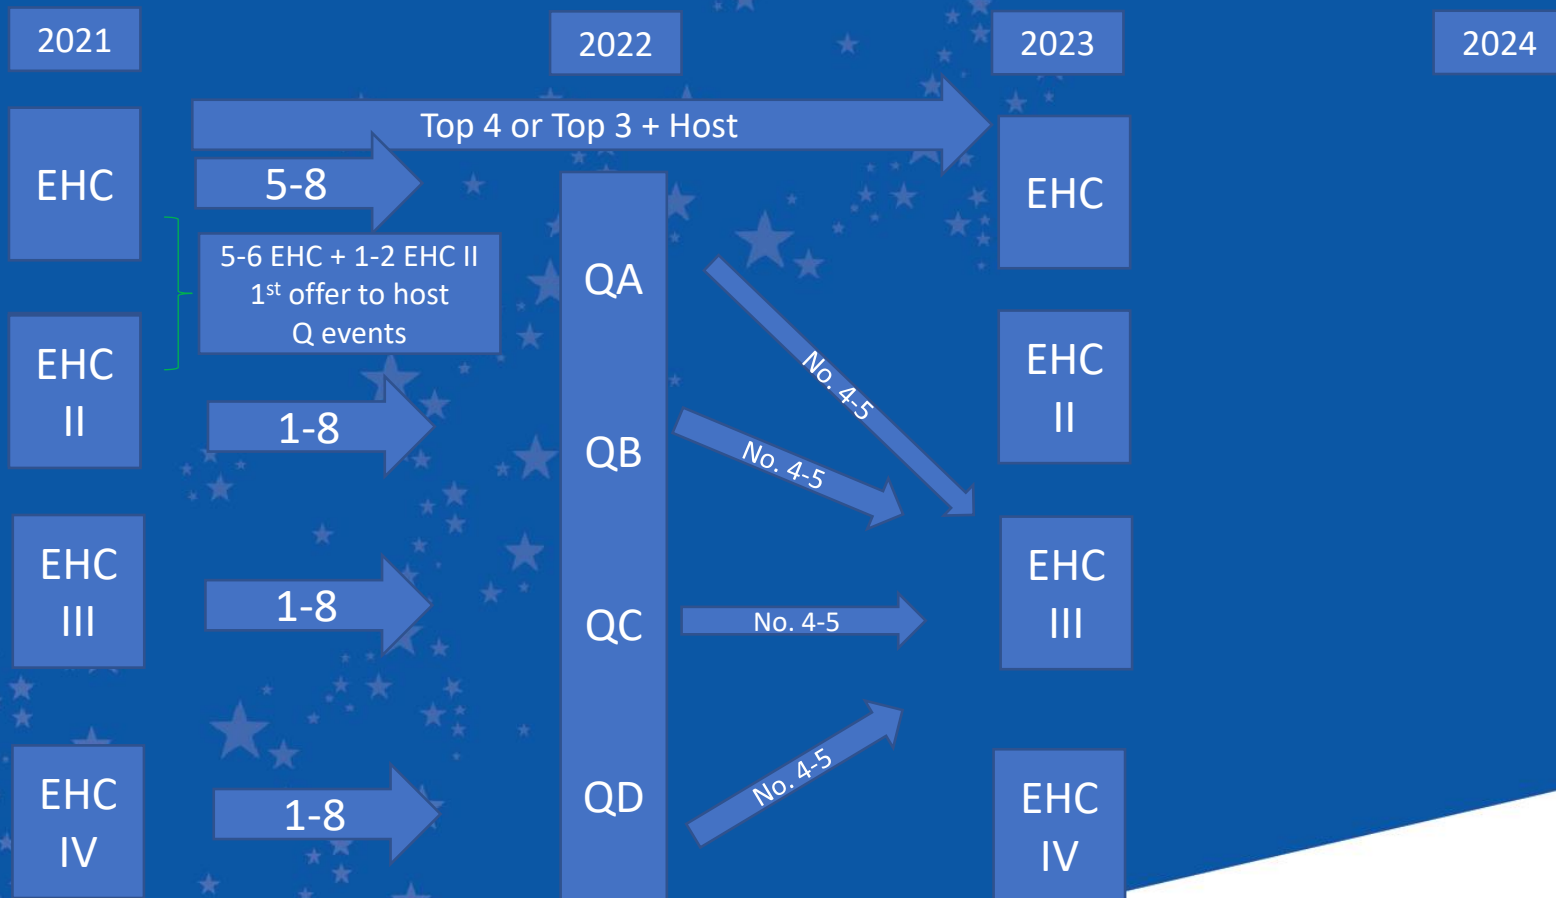 2021
2022
2023
2024
Top 4 or Top 3 + Host
EHC
5-8
EHC
5-6 EHC + 1-2 EHC II
1st offer to host
Q events
QA
EHC
II
1-8
No. 4-5
EHC
II
QB
No. 4-5
EHC
III
1-8
QC
No. 4-5
EHC
III
EHC
IV
1-8
QD
No. 4-5
EHC
IV